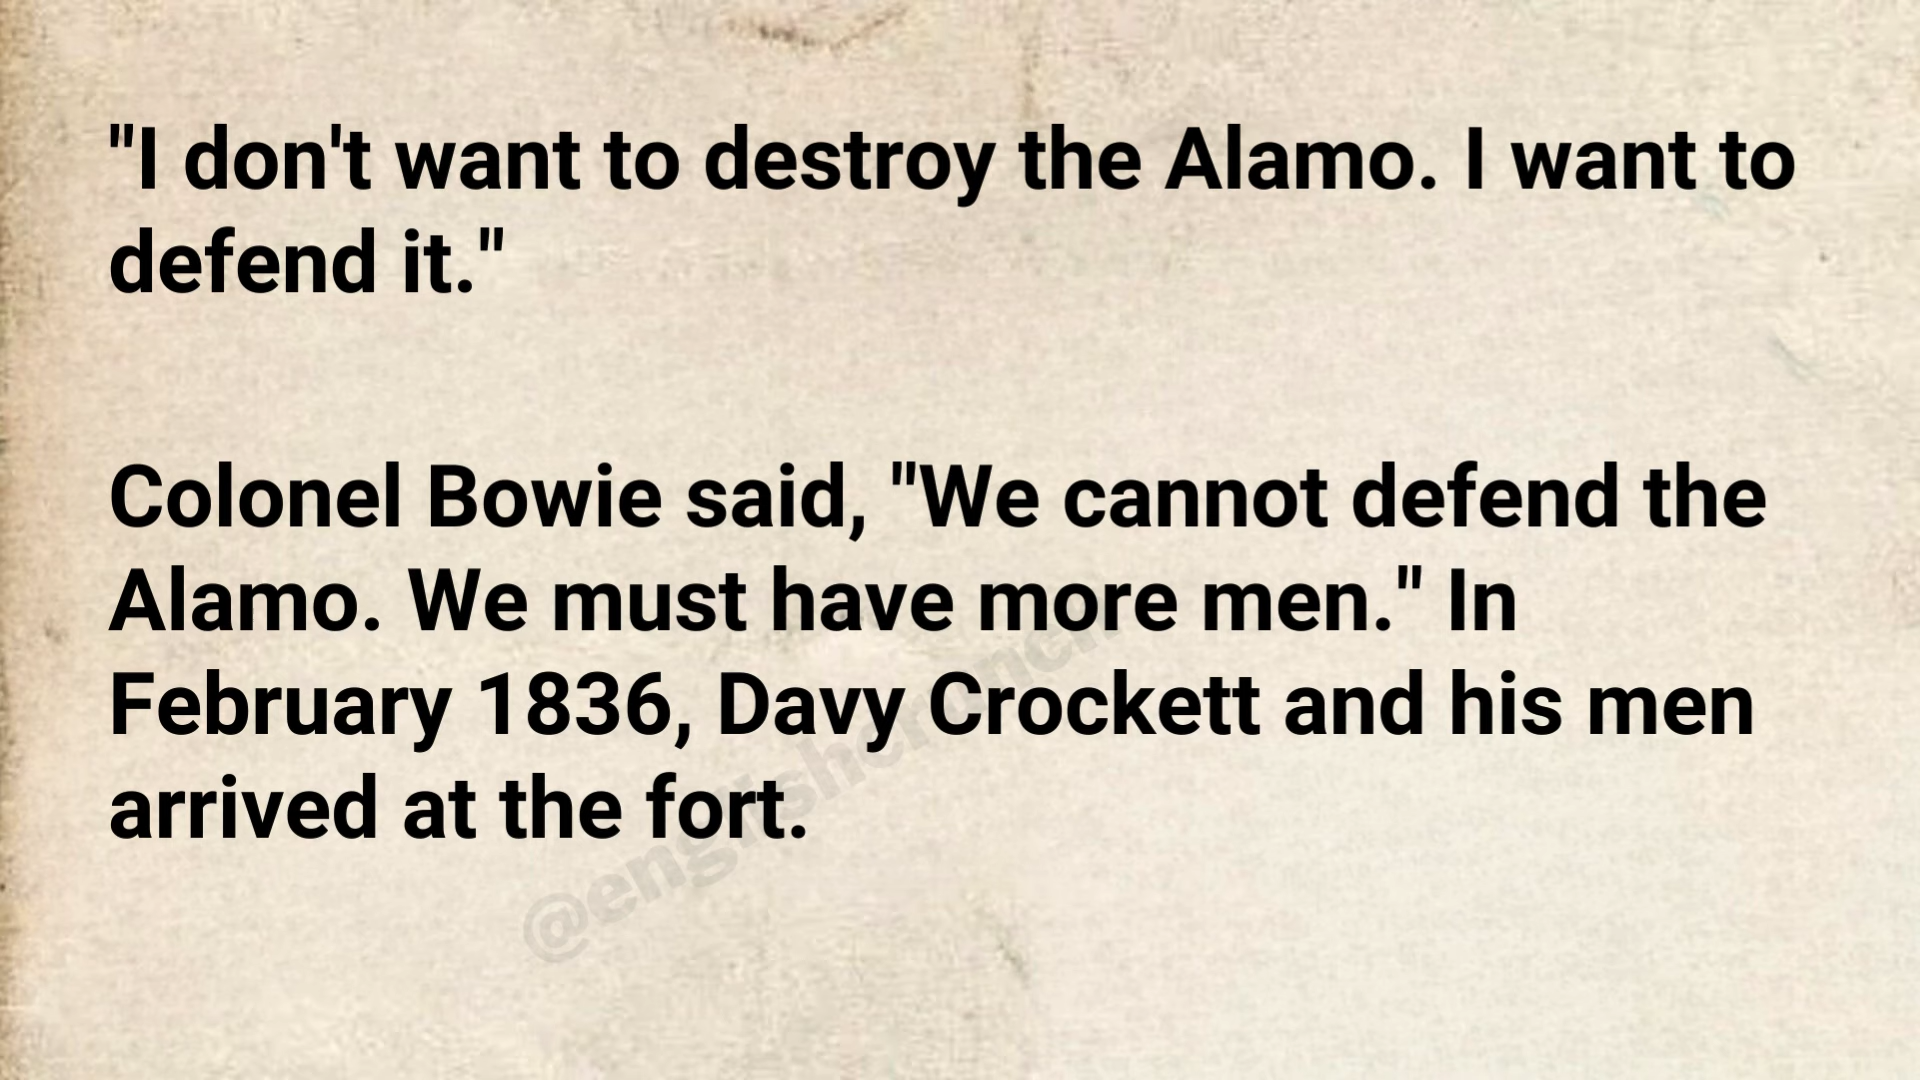 "I don't want to destroy the Alamo. I want to
defend it."
Colonel Bowie said, "We cannot defend the
Alamo. We must have more men." In
February 1836, Davy Crockett and his men
arrived at the fort.